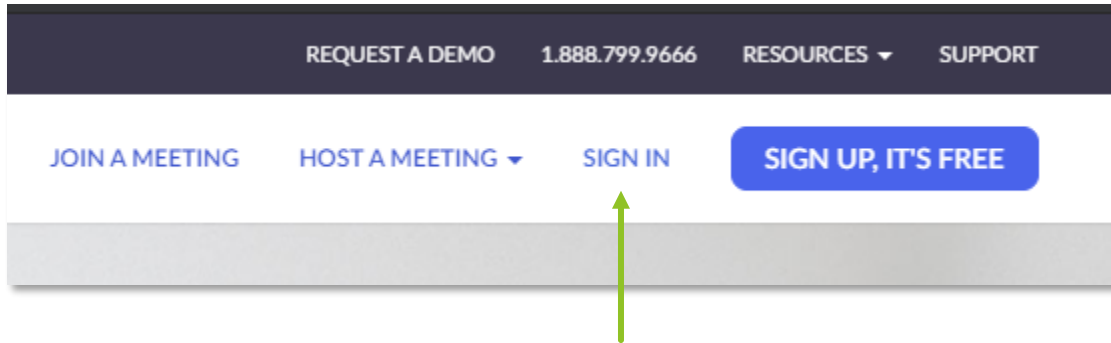 REQUEST A DEMO 1.888.799.9666 RESOURCES SUPPORT
JOIN A MEETING HOST A MEETING SIGN IN SIGN UP, IT'S FREE